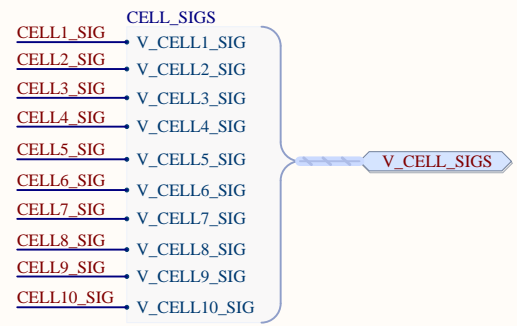 CELL_SIGS
CELL1_SIG V_CELL1_SIG
CELL2_SIG V_CELL2_SIG
CELL3_SIG V_CELL3_SIG
CELL4_SIG V_CELL4_SIG
CELL5_SIG V_CELL5_SIG V_CELL_SIGS
CELL6_SIG V_CELL6_SIG
CELL7_SIG V_CELL7_SIG
CELL8_SIG V_CELL8_SIG
CELL9_SIG V_CELL9_SIG
CELL10_SIG V_CELL10_SIG